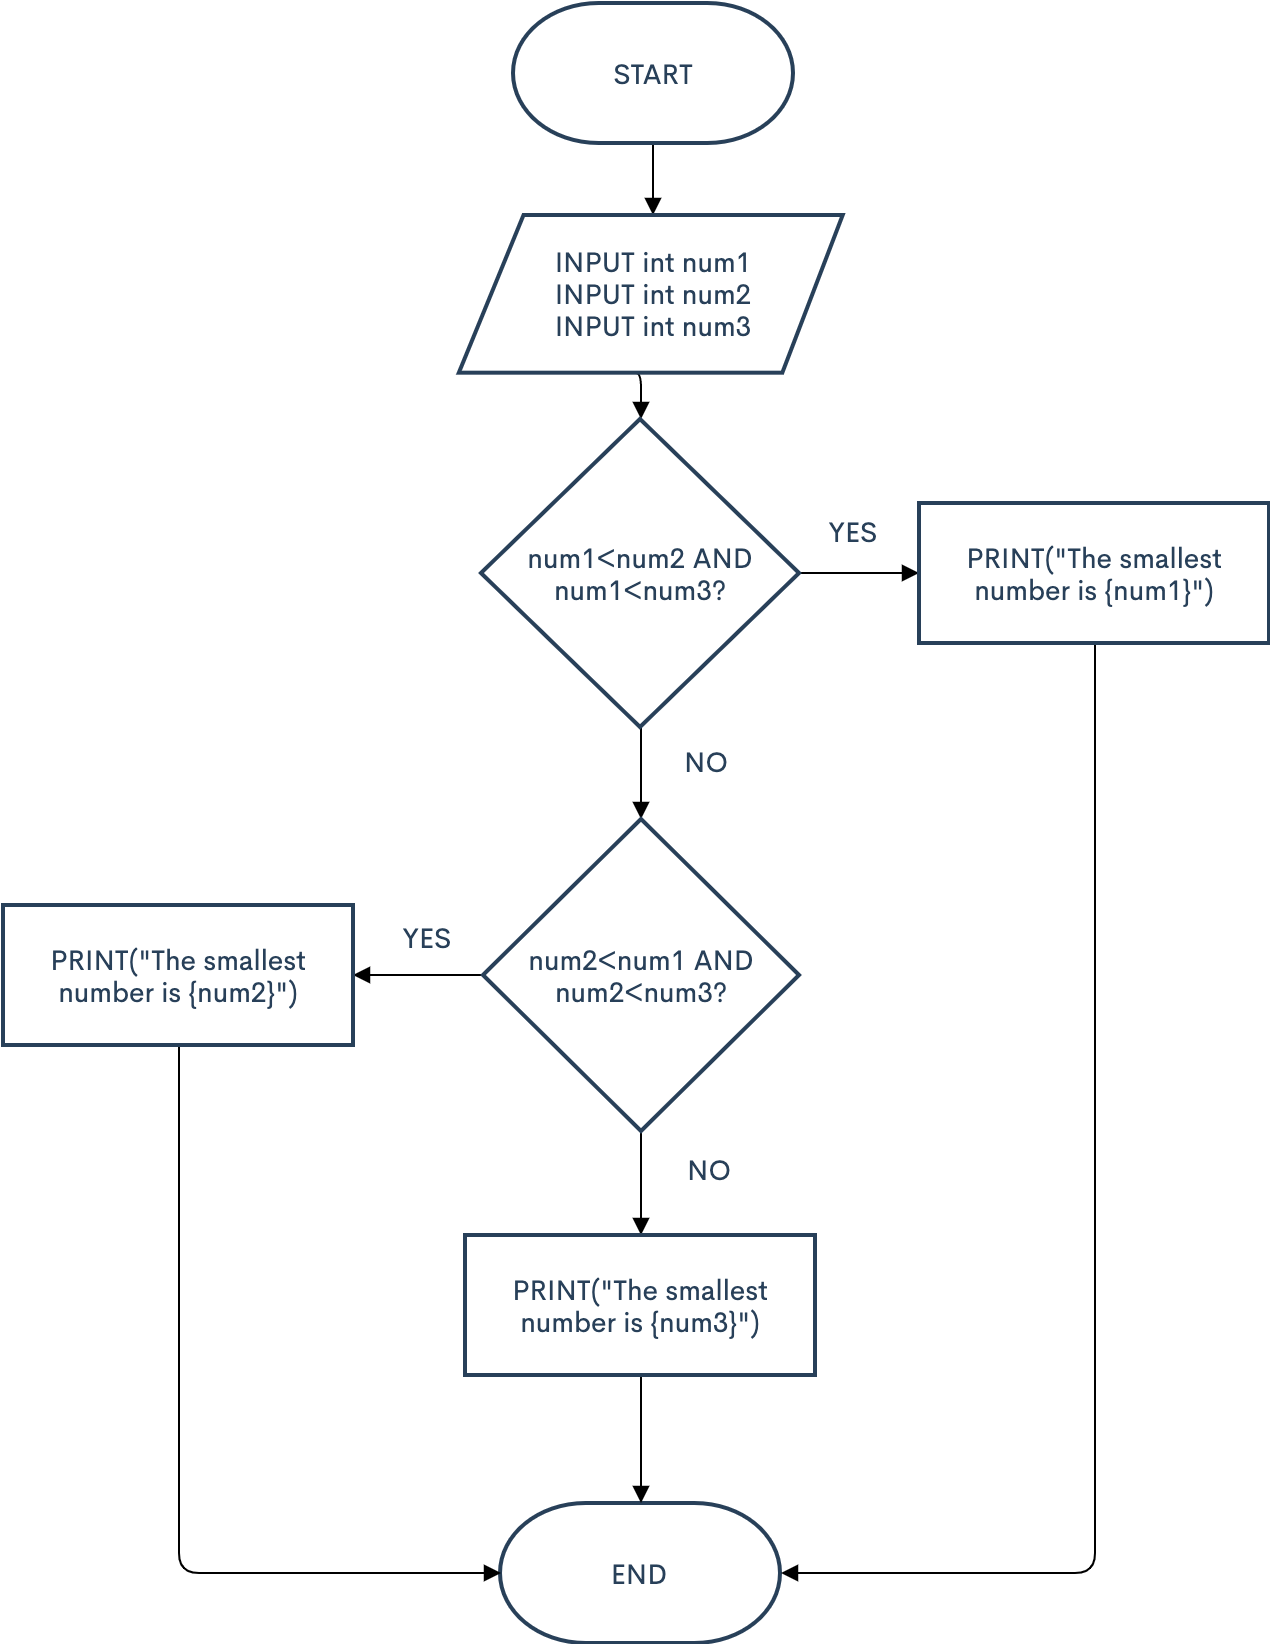 START
INPUT int num1
INPUT int num2
INPUT int num3
num1<num2 AND
num1<num3?
YES
PRINT("The smallest
number is {num1}")
NO
num2<num1 AND
num2<num3?
YES
PRINT("The smallest
number is {num2}")
NO
PRINT("The smallest
number is {num3}")
END